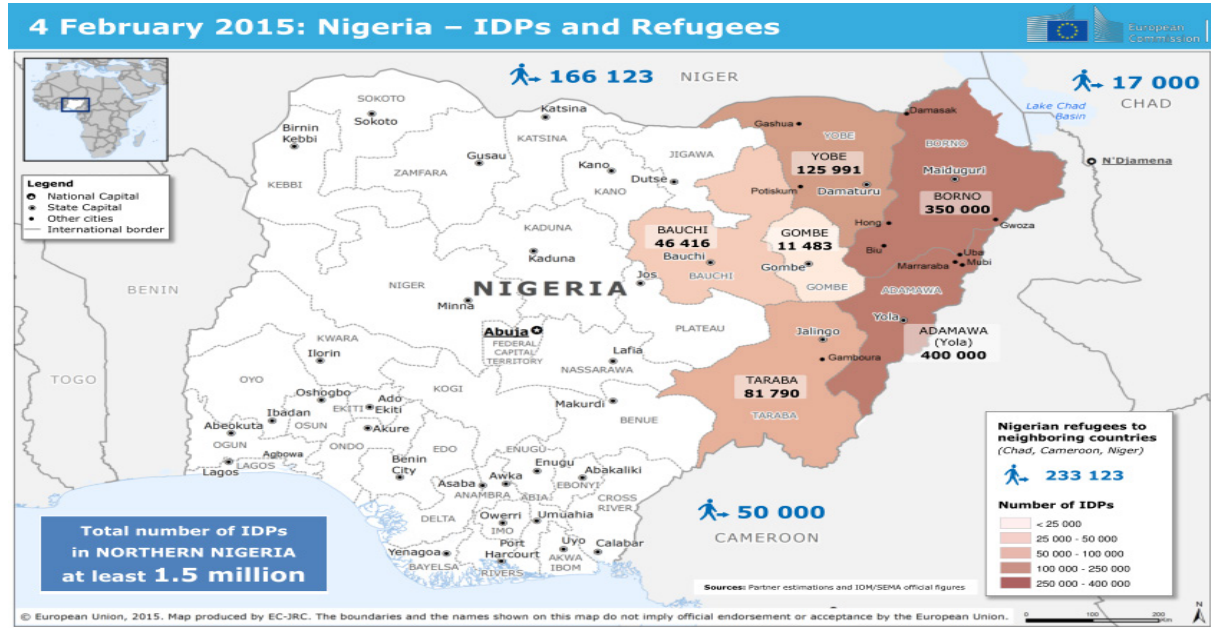 4 February 2015: Nigeria – IDPs and Refugees
European
Commission
166 123
NIGER
17 000
CHAD
Lake Chad
Basin
N'Djamena
Legend
National Capital
State Capital
Other cities
International border
SOKOTO
Sokoto
Katsina
KATSINA
Birnin
Kebbi
KEBBI
Gusau
ZAMFARA
Kano
KANO
Dutse
JIGAWA
Gashua
YOBE
YOBE
125 991
Potiskum
Damaturu
Damasak
BORNO
Maiduguri
BORNO
350 000
Hong
Biu
Gwoza
Uba
Mubi
Marraraba
KADUNA
Kaduna
BAUCHI
46 416
Bauchi
BAUCHI
GOMBE
11 483
Gombe
GOMBE
ADAMAWA
Yola
ADAMAWA
(Yola)
400 000
BENIN
NIGER
Minna
NIGERIA
Jos
PLATEAU
Abuja
FEDERAL
CAPITAL
TERRITORY
Lafia
NASSARAWA
Jalingo
Gamboura
TARABA
81 790
TARABA
TOGO
KWARA
Ilorin
OYO
KOGI
Makurdi
BENUE
Oshogbo
Ado
Ekiti
EKITI
Ibadan
OSUN
Akure
Abeokuta
OGUN
ONDO
EDO
Agbowa
LAGOS
Lagos
Benin
City
ENUGU
Enugu
Abakaliki
EBONYI
Awka
Asaba
ANAMBRA
ABIA
CROSS
RIVER
DELTA
Owerri
IMO
Umuahia
Port
Harcourt
RIVERS
Uyo
Calabar
AKWA
IBOM
Yenagoa
BAYELSA
50 000
CAMEROON
Total number of IDPs
in NORTHERN NIGERIA
at least 1.5 million
Nigerian refugees to
neighboring countries
(Chad, Cameroon, Niger)
233 123
Number of IDPs
< 25 000
25 000 - 50 000
50 000 - 100 000
100 000 - 250 000
250 000 - 400 000
Sources: Partner estimations and IOM/SEMA official figures
© European Union, 2015. Map produced by EC-JRC. The boundaries and the names shown on this map do not imply official endorsement or acceptance by the European Union.
0 100 200
N